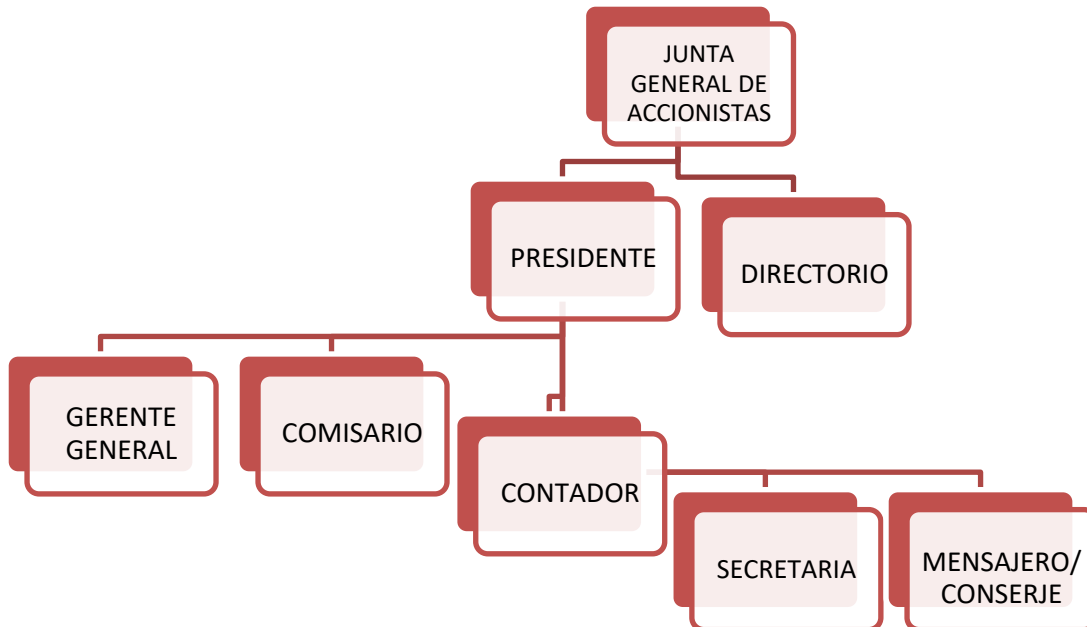 JUNTA
GENERAL DE
ACCIONISTAS
PRESIDENTE
DIRECTORIO
GERENTE
GENERAL
COMISARIO
CONTADOR
SECRETARIA
MENSAJERO/
CONSERJE